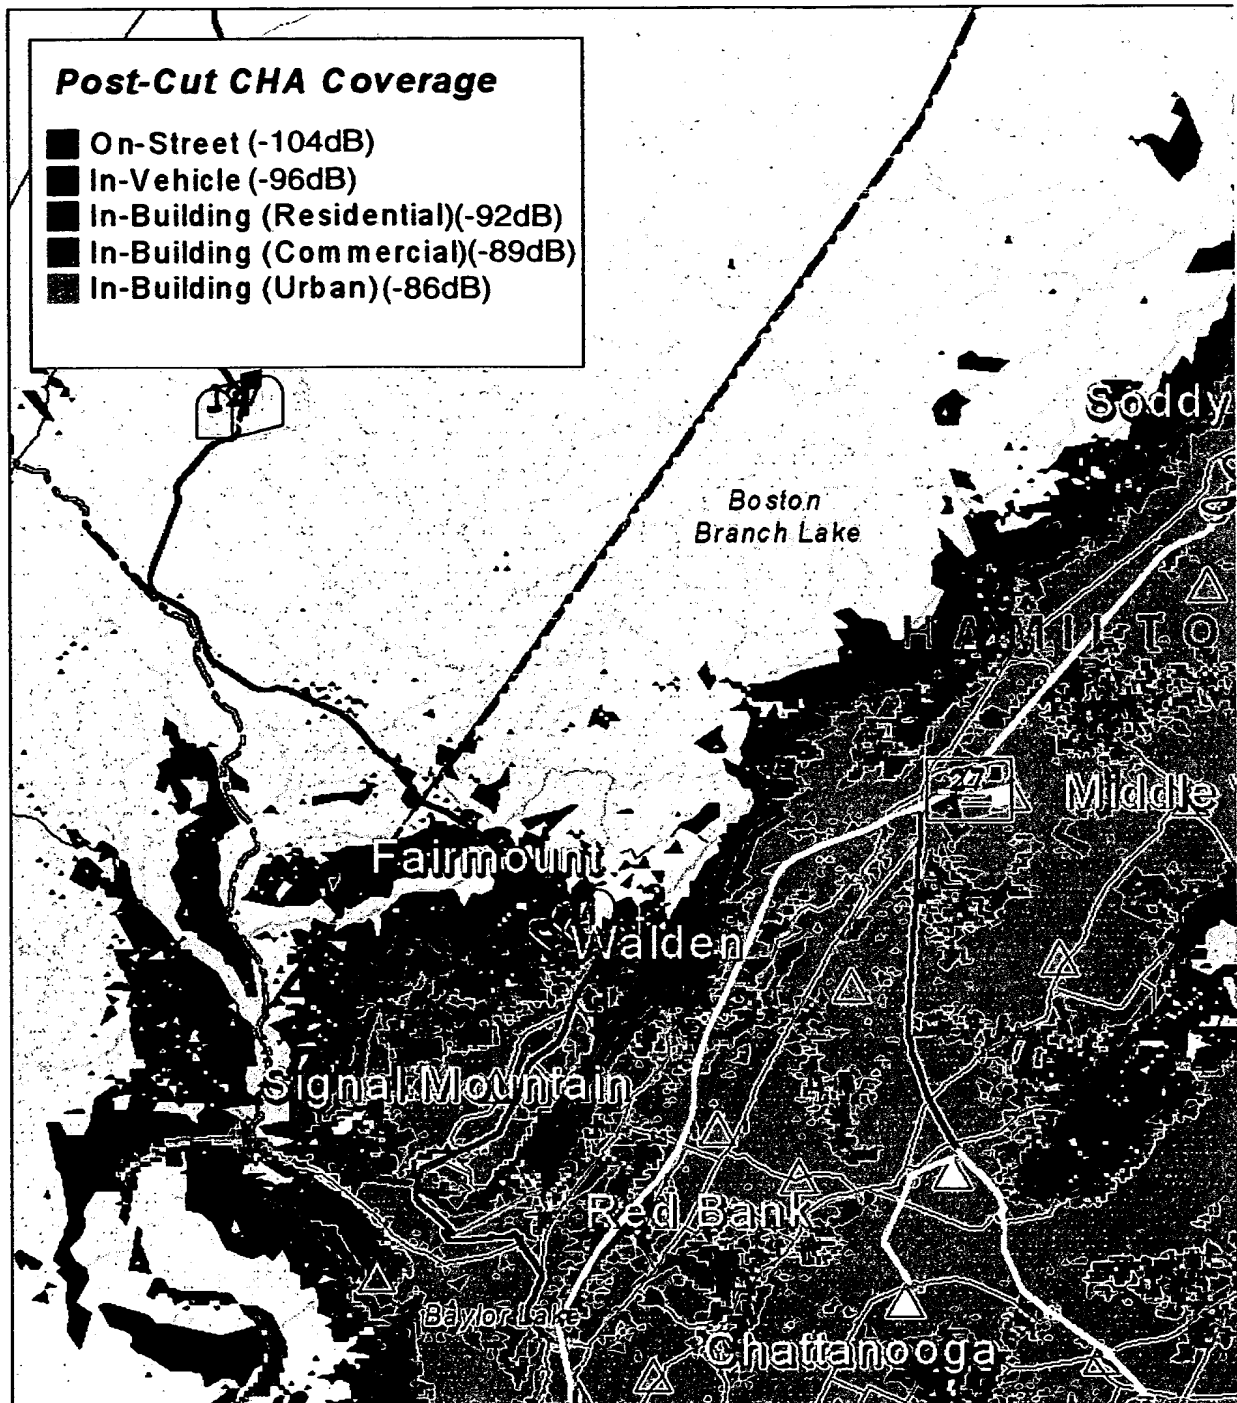 Post-Cut CHA Coverage
On-Street (-104dB)
In-Vehicle (-96dB)
In-Building (Residential)(-92dB)
In-Building (Commercial)(-89dB)
In-Building (Urban)(-86dB)
Soddy
Boston
Branch Lake
HAMILTO
27
Middle
Fairmount
Walden
Signal Mountain
Red Bank
Baylor Lake
Chattanooga